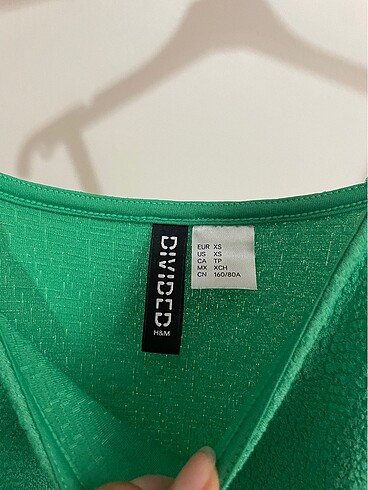 DIVIDED
H&M
EUR XS
US XS
CA TP
MX XCH
CN 160/80A